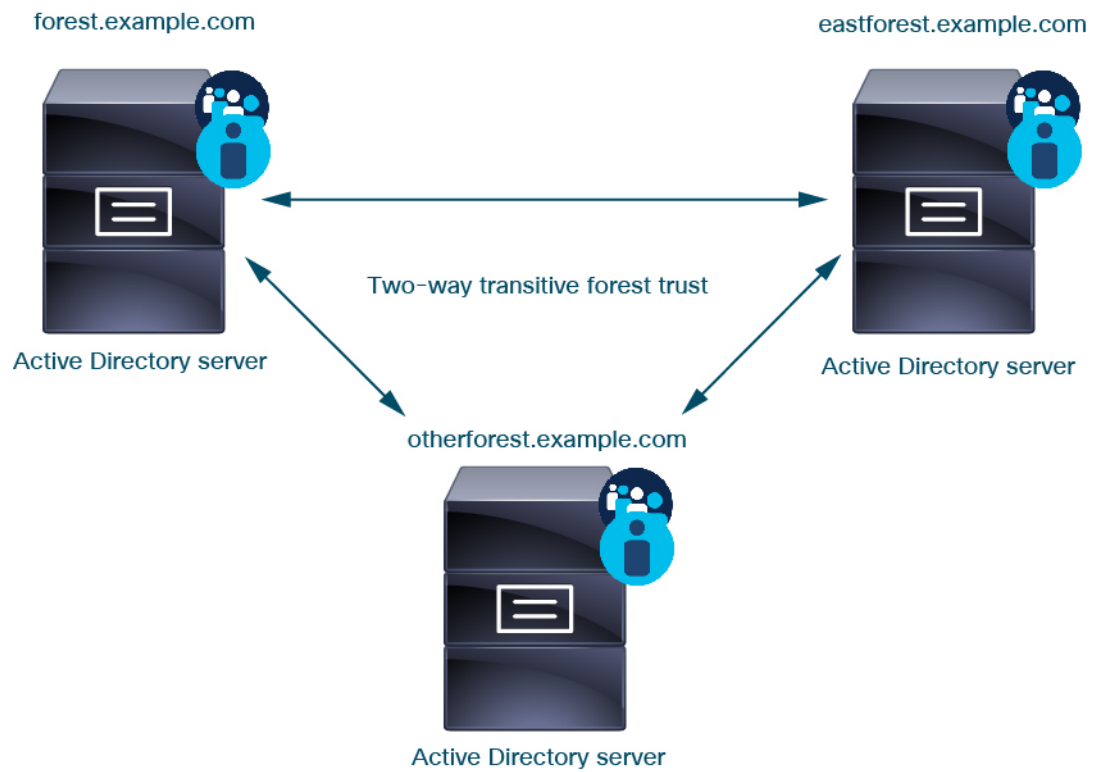 forest.example.com
eastforest.example.com
Two-way transitive forest trust
Active Directory server
Active Directory server
otherforest.example.com
Active Directory server